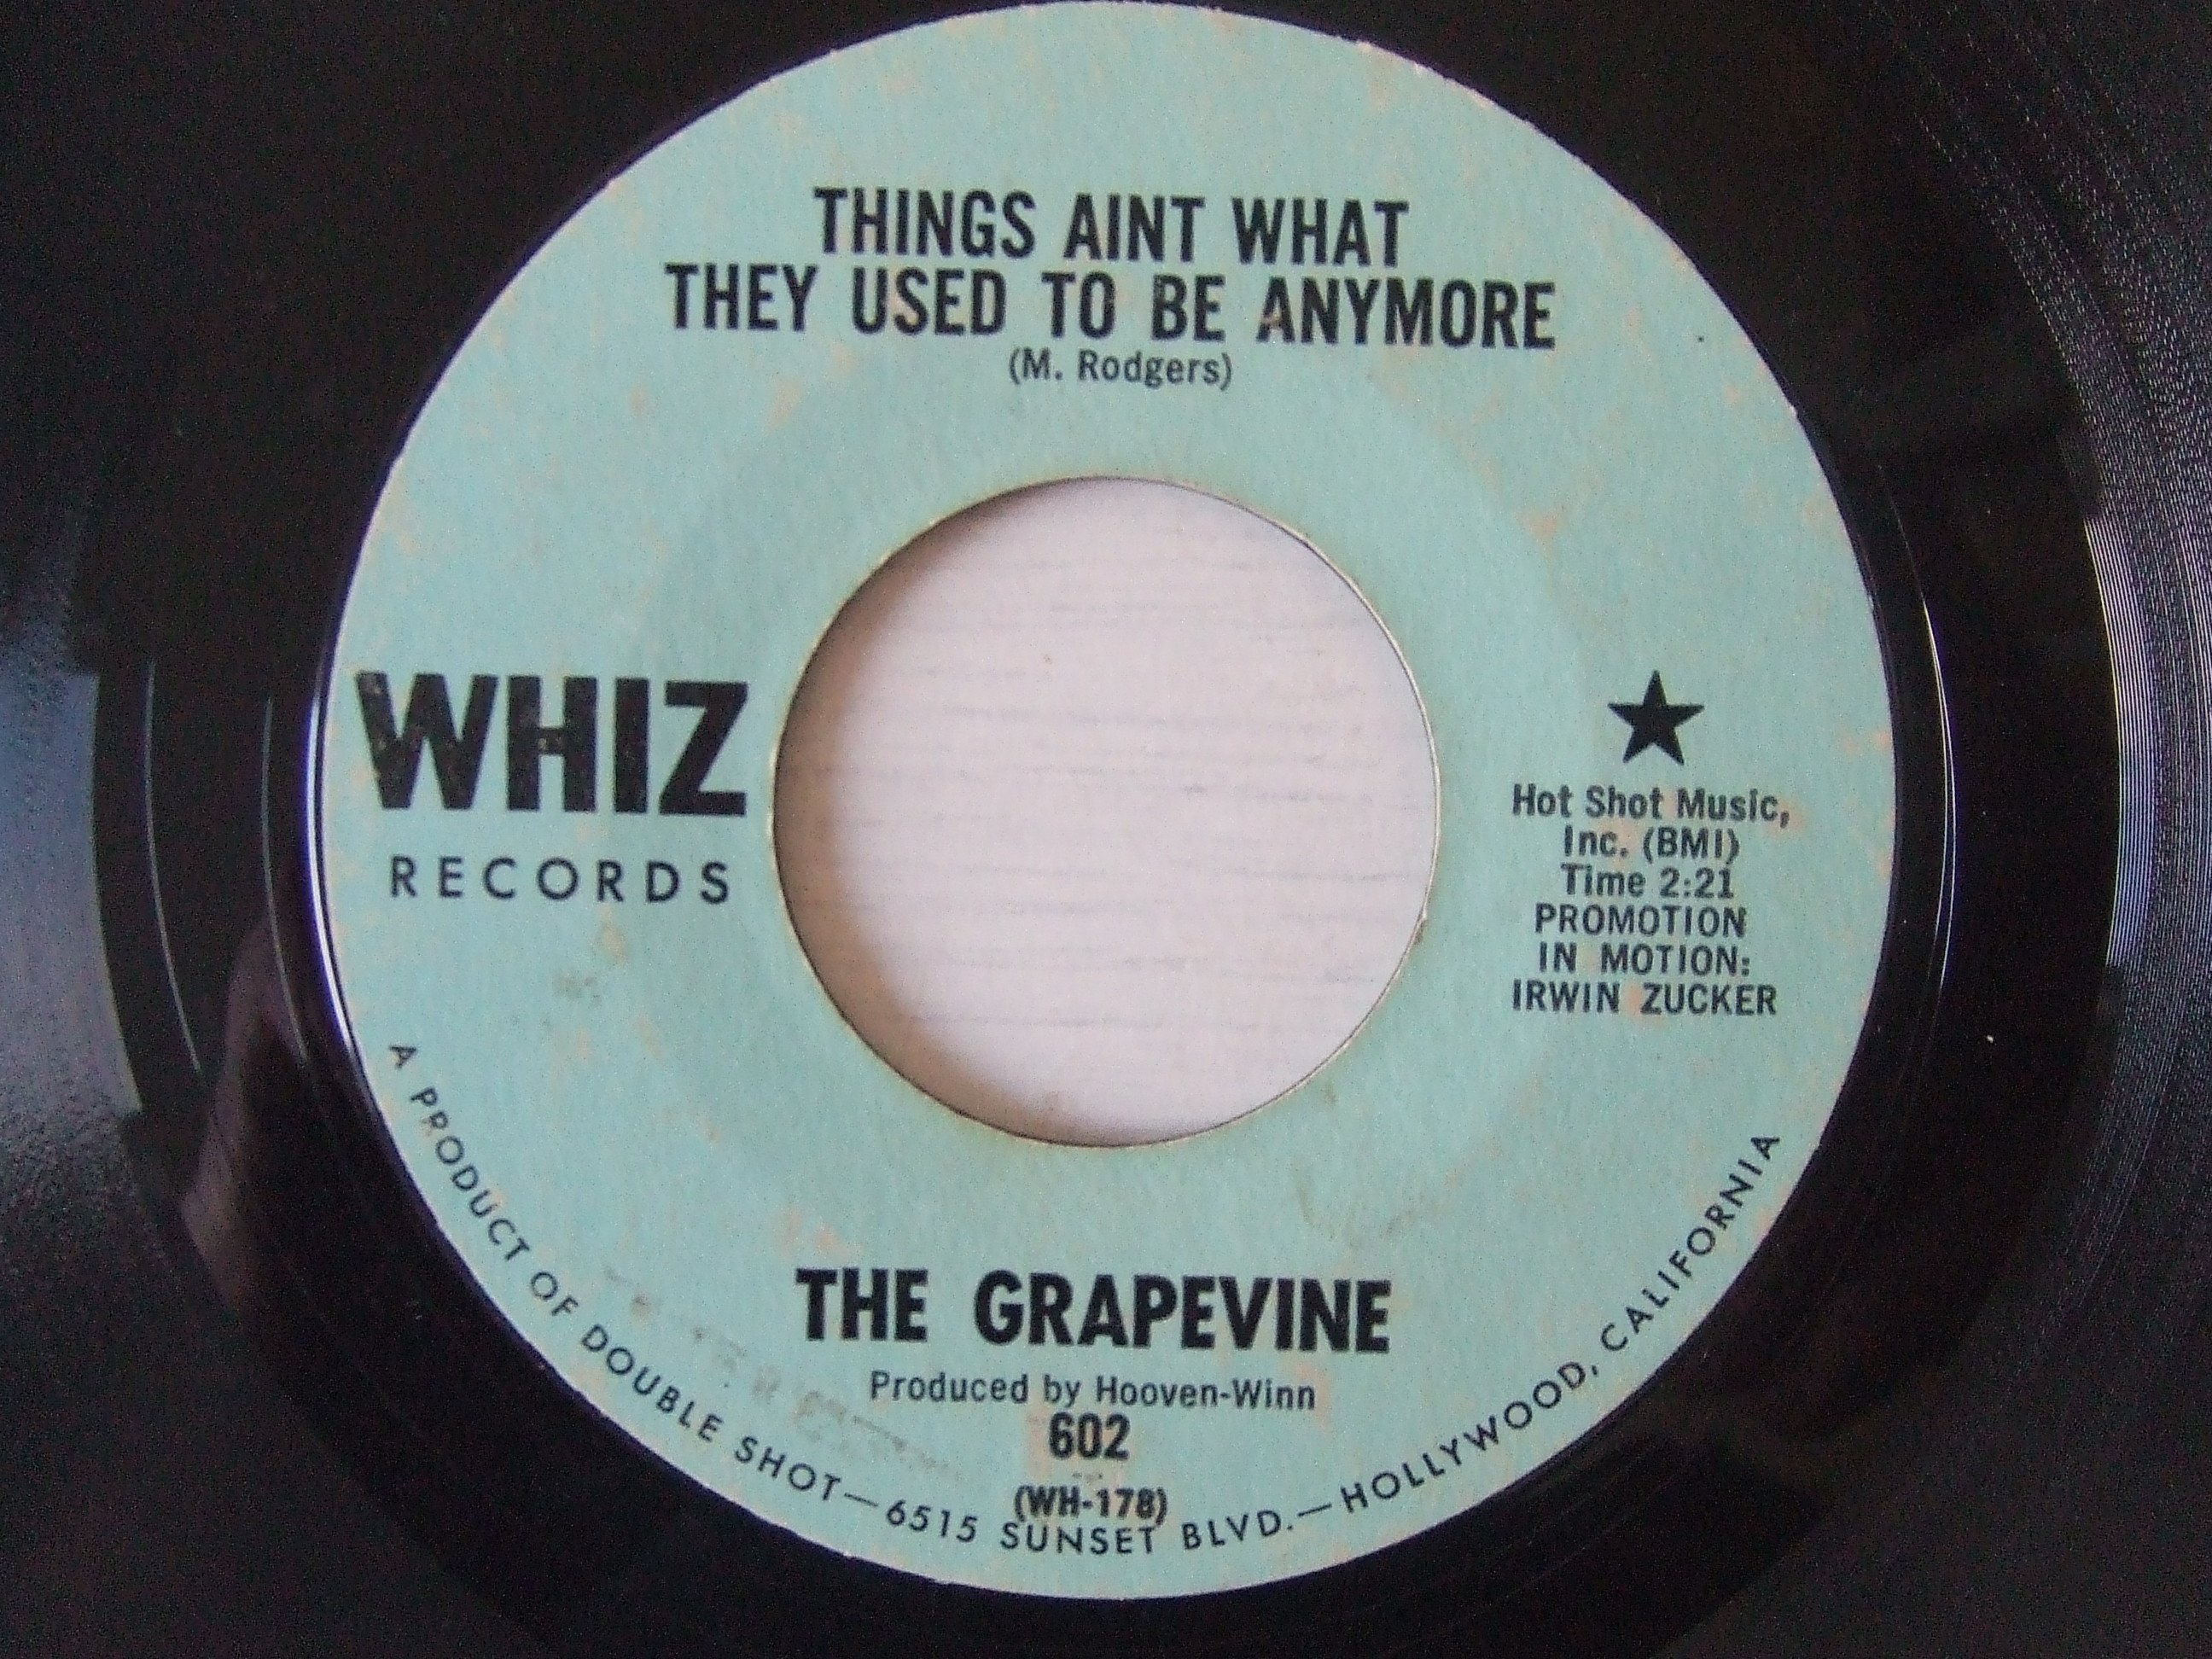 THINGS AINT WHAT
THEY USED TO BE ANYMORE
(M. Rodgers)
WHIZ
RECORDS
Hot Shot Music,
Inc. (BMI)
Time 2:21
PROMOTION
IN MOTION:
IRWIN ZUCKER
THE GRAPEVINE
Produced by Hooven-Winn
602
(WH-178)
A PRODUCT OF DOUBLE SHOT—6515 SUNSET BLVD.—HOLLYWOOD, CALIFORNIA